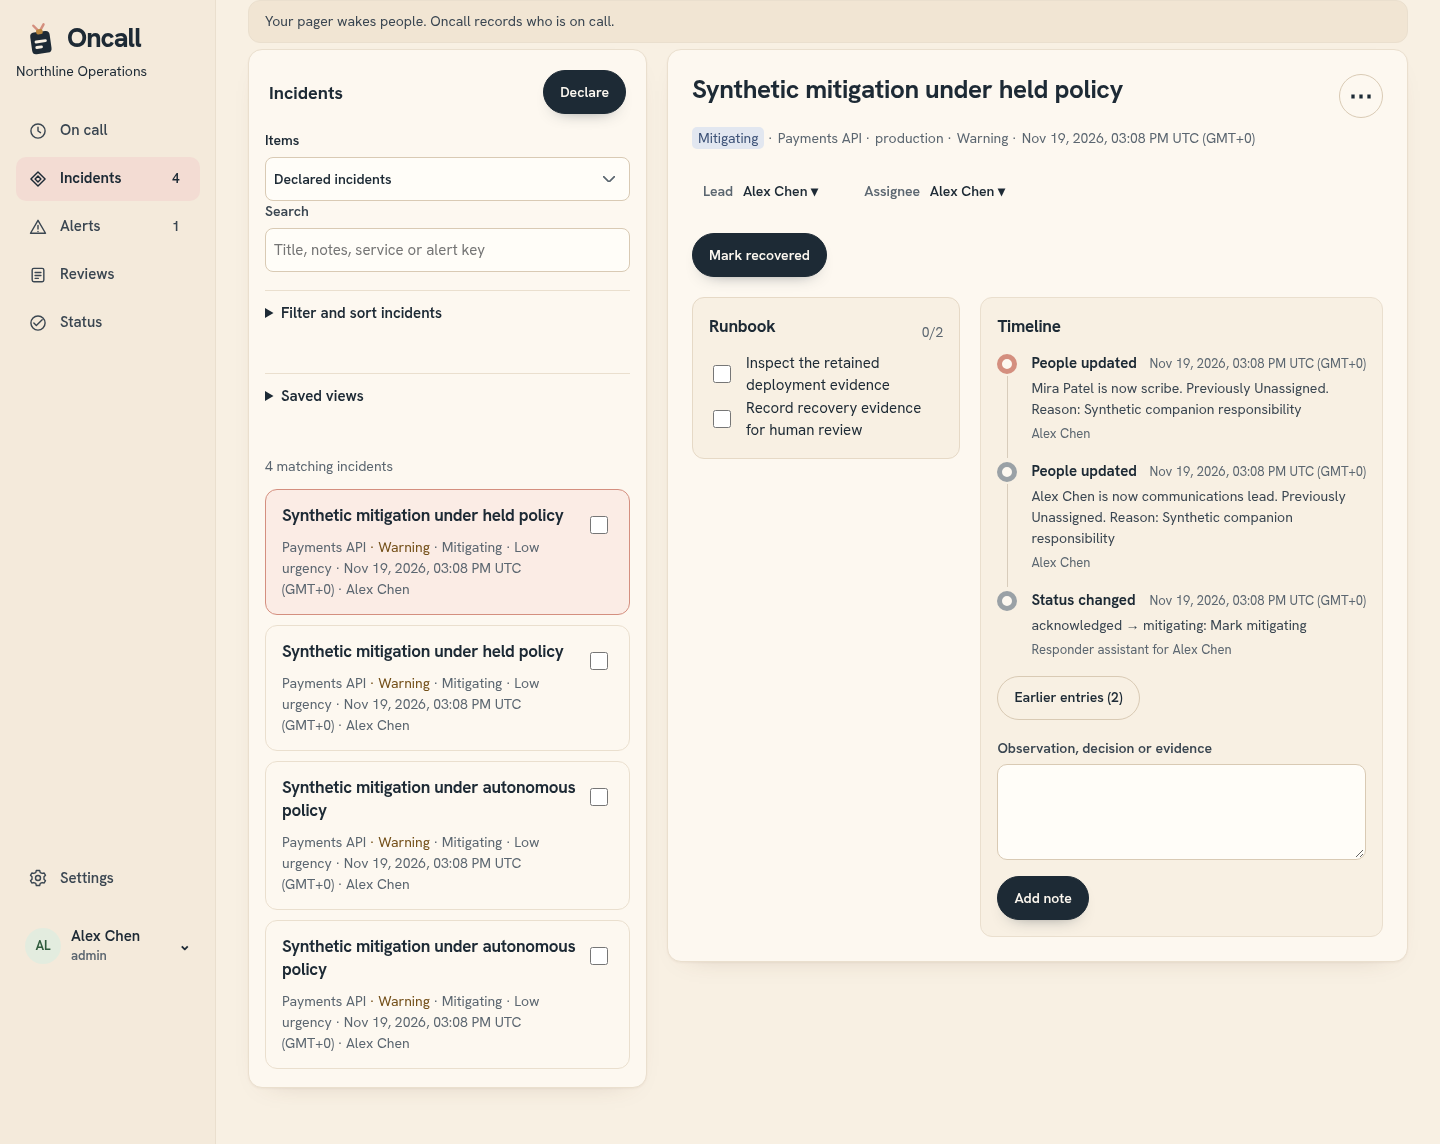 Oncall
Northline Operations
On call
Incidents 4
Alerts 1
Reviews
Status
Settings
AL
Alex Chen
admin
Your pager wakes people. Oncall records who is on call.
Incidents
Declare
Items
Declared incidents
Search
Title, notes, service or alert key
Filter and sort incidents
Saved views
4 matching incidents
Synthetic mitigation under held policy
Payments API · Warning · Mitigating · Low
urgency · Nov 19, 2026, 03:08 PM UTC
(GMT+0) · Alex Chen
Synthetic mitigation under held policy
Payments API · Warning · Mitigating · Low
urgency · Nov 19, 2026, 03:08 PM UTC
(GMT+0) · Alex Chen
Synthetic mitigation under autonomous
policy
Payments API · Warning · Mitigating · Low
urgency · Nov 19, 2026, 03:08 PM UTC
(GMT+0) · Alex Chen
Synthetic mitigation under autonomous
policy
Payments API · Warning · Mitigating · Low
urgency · Nov 19, 2026, 03:08 PM UTC
(GMT+0) · Alex Chen
Synthetic mitigation under held policy
Mitigating · Payments API · production · Warning · Nov 19, 2026, 03:08 PM UTC (GMT+0)
Lead Alex Chen ▾ Assignee Alex Chen ▾
Mark recovered
Runbook 0/2
Inspect the retained
deployment evidence
Record recovery evidence
for human review
Timeline
People updated Nov 19, 2026, 03:08 PM UTC (GMT+0)
Mira Patel is now scribe. Previously Unassigned.
Reason: Synthetic companion responsibility
Alex Chen
People updated Nov 19, 2026, 03:08 PM UTC (GMT+0)
Alex Chen is now communications lead. Previously
Unassigned. Reason: Synthetic companion
responsibility
Alex Chen
Status changed Nov 19, 2026, 03:08 PM UTC (GMT+0)
acknowledged → mitigating: Mark mitigating
Responder assistant for Alex Chen
Earlier entries (2)
Observation, decision or evidence
Add note